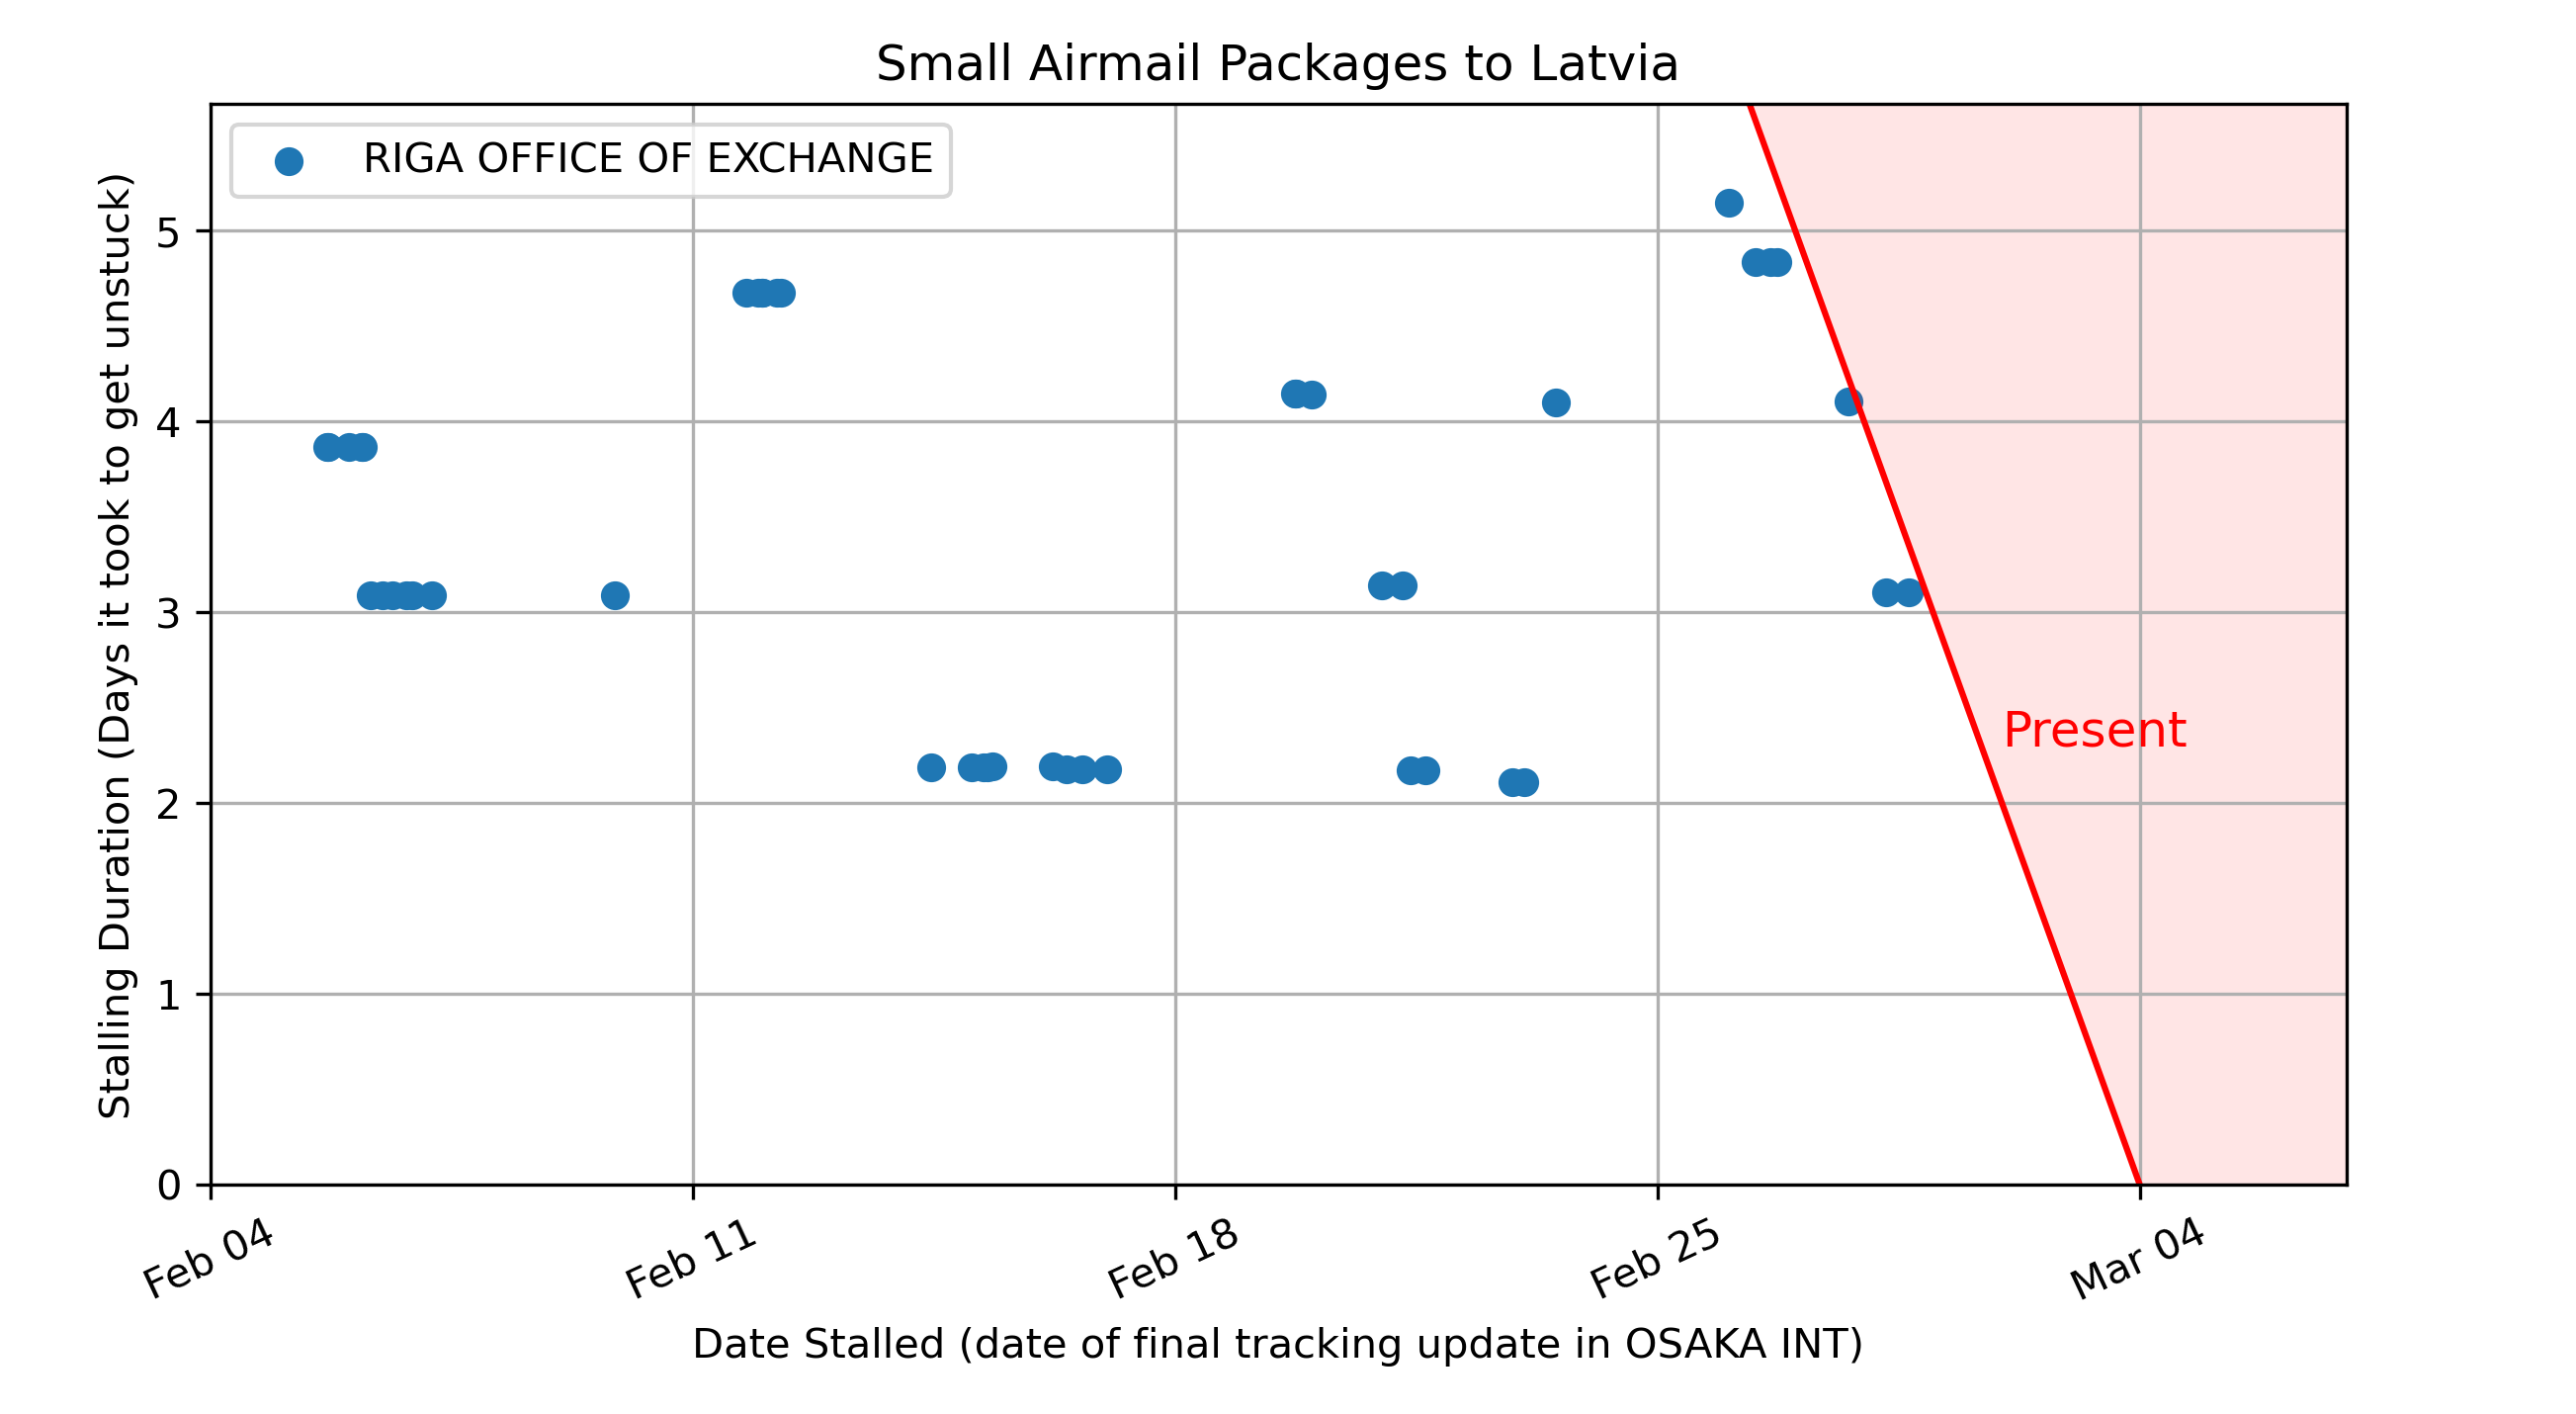 Small Airmail Packages to Latvia
RIGA OFFICE OF EXCHANGE
Stalling Duration (Days it took to get unstuck)
5
4
3
2
1
0
Present
Feb 04
Feb 11
Feb 18
Feb 25
Mar 04
Date Stalled (date of final tracking update in OSAKA INT)